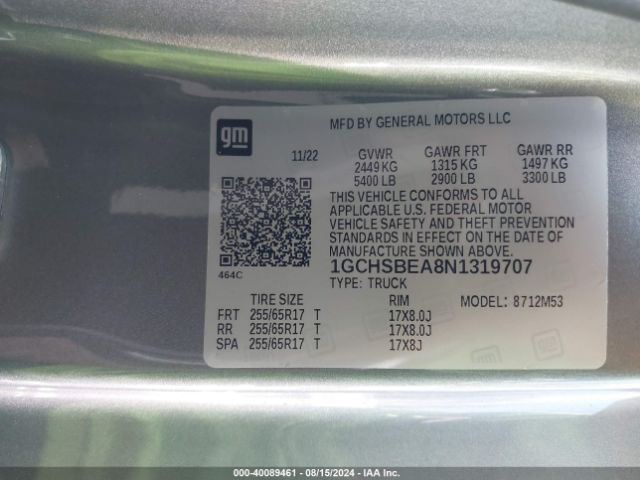 gm
MFD BY GENERAL MOTORS LLC
11/22 GVWR GAWR FRT GAWR RR
2449 KG 1315 KG 1497 KG
5400 LB 2900 LB 3300 LB
THIS VEHICLE CONFORMS TO ALL
APPLICABLE U.S. FEDERAL MOTOR
VEHICLE SAFETY AND THEFT PREVENTION
STANDARDS IN EFFECT ON THE DATE OF
MANUFACTURE SHOWN ABOVE.
464C
1GCHSBEA8N1319707
TYPE: TRUCK
TIRE SIZE RIM MODEL: 8712M53
FRT 255/65R17 T 17X8.0J
RR 255/65R17 T 17X8.0J
SPA 255/65R17 T 17X8J
000-40089461 - 08/15/2024 - IAA Inc.